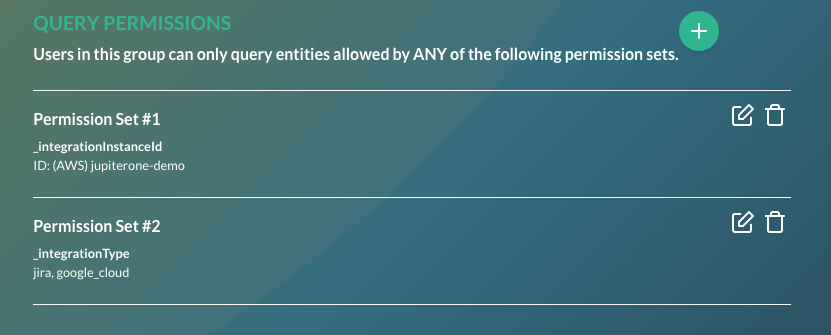 QUERY PERMISSIONS
Users in this group can only query entities allowed by ANY of the following permission sets.
Permission Set #1
_integrationInstanceId
ID: (AWS) jupiterone-demo
Permission Set #2
_integrationType
jira, google_cloud